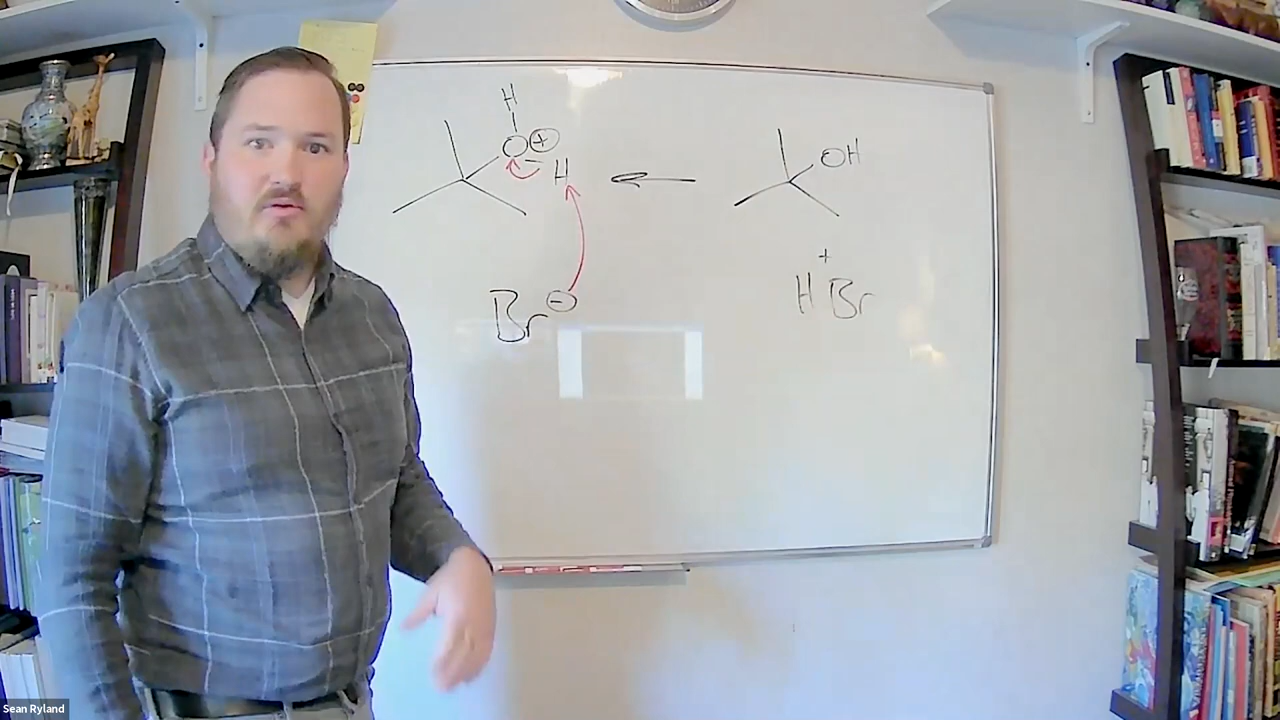 H
O ⊕
H
OH
+
H Br
Br ⊖
Sean Ryland